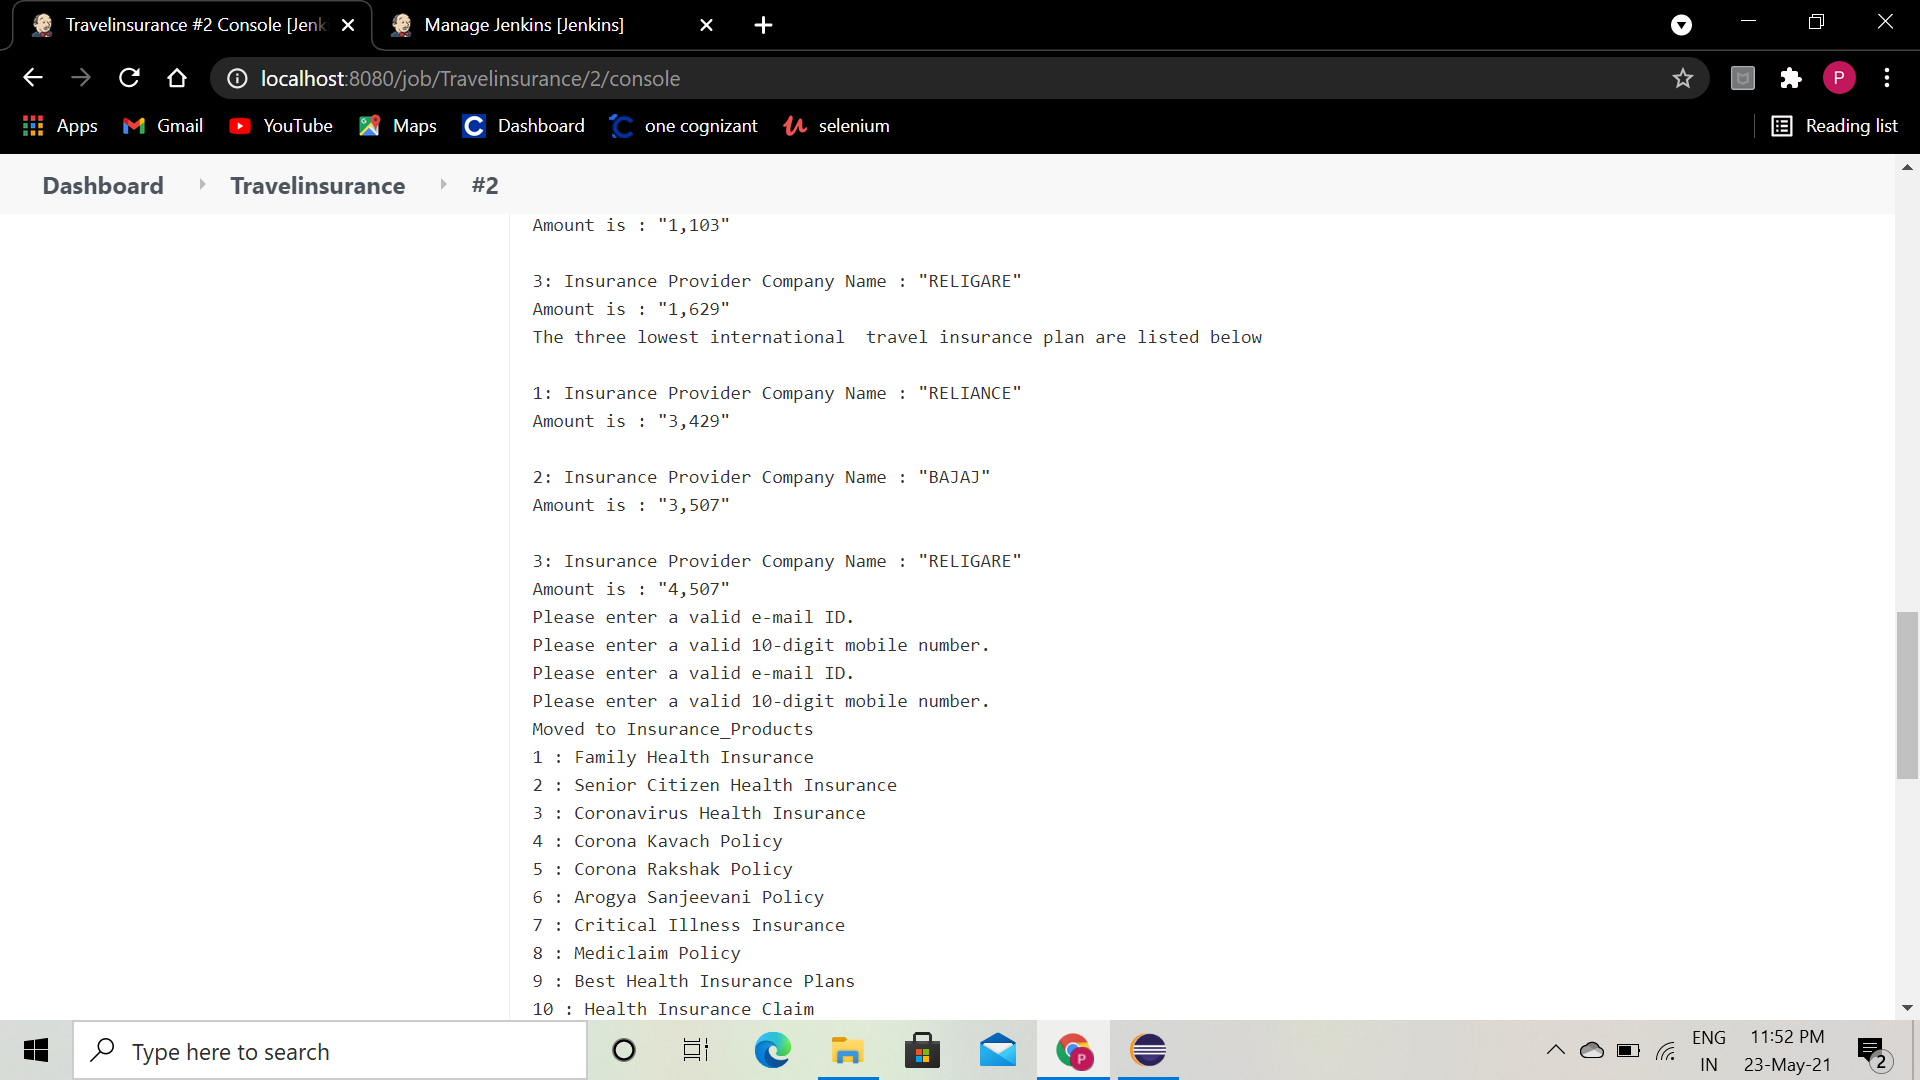 Travelinsurance #2 Console [Jenk
Manage Jenkins [Jenkins]
localhost:8080/job/Travelinsurance/2/console
P
Apps
Gmail
YouTube
Maps
Dashboard
one cognizant
selenium
Reading list
Dashboard
Travelinsurance
#2
Amount is : "1,103"
3: Insurance Provider Company Name : "RELIGARE"
Amount is : "1,629"
The three lowest international  travel insurance plan are listed below
1: Insurance Provider Company Name : "RELIANCE"
Amount is : "3,429"
2: Insurance Provider Company Name : "BAJAJ"
Amount is : "3,507"
3: Insurance Provider Company Name : "RELIGARE"
Amount is : "4,507"
Please enter a valid e-mail ID.
Please enter a valid 10-digit mobile number.
Please enter a valid e-mail ID.
Please enter a valid 10-digit mobile number.
Moved to Insurance_Products
1 : Family Health Insurance
2 : Senior Citizen Health Insurance
3 : Coronavirus Health Insurance
4 : Corona Kavach Policy
5 : Corona Rakshak Policy
6 : Arogya Sanjeevani Policy
7 : Critical Illness Insurance
8 : Mediclaim Policy
9 : Best Health Insurance Plans
10 : Health Insurance Claim
Type here to search
P
ENG
IN
11:52 PM
23-May-21
2